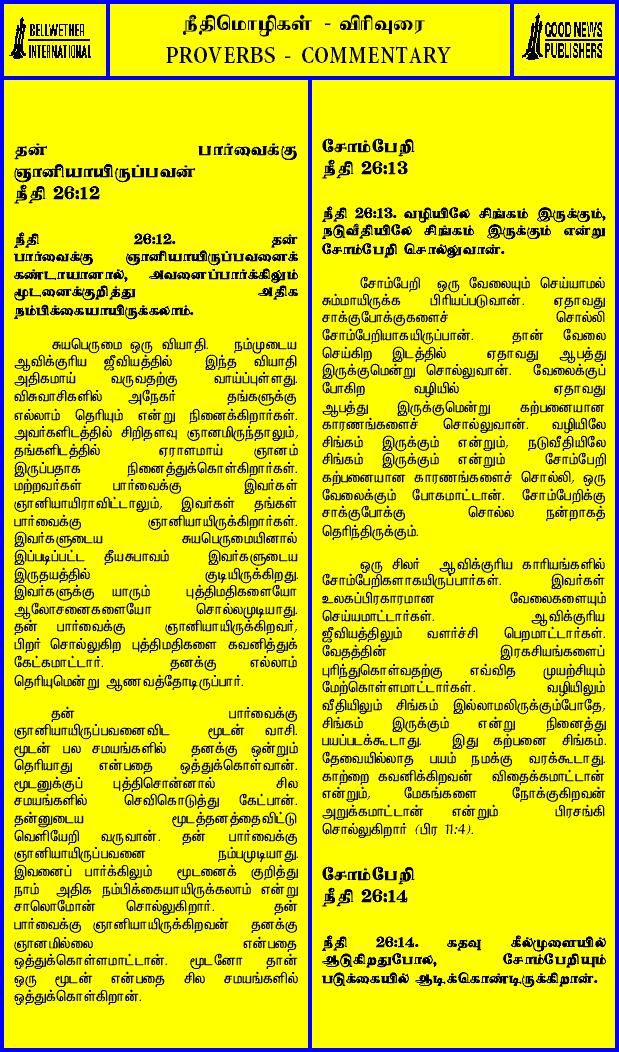 BELLWETHER
INTERNATIONAL
நீதிமொழிகள் - விரிவுரை
PROVERBS - COMMENTARY
GOOD NEWS
PUBLISHERS
தன் பார்வைக்கு
ஞானியாயிருப்பவன்
நீதி 26:12
நீதி 26:12. தன்
பார்வைக்கு ஞானியாயிருப்பவனைக்
கண்டாயானால், அவனைப்பார்க்கிலும்
மூடனைக்குறித்து அதிக
நம்பிக்கையாயிருக்கலாம்.
சுயபெருமை ஒரு வியாதி. நம்முடைய
ஆவிக்குரிய ஜீவியத்தில் இந்த வியாதி
அதிகமாய் வருவதற்கு வாய்ப்புள்ளது.
விசுவாசிகளில் அநேகர் தங்களுக்கு
எல்லாம் தெரியும் என்று நினைக்கிறார்கள்.
அவர்களிடத்தில் சிறிதளவு ஞானமிருந்தாலும்,
தங்களிடத்தில் ஏராளமாய் ஞானம்
இருப்பதாக நினைத்துக்கொள்கிறார்கள்.
மற்றவர்கள் பார்வைக்கு இவர்கள்
ஞானியாயிராவிட்டாலும், இவர்கள் தங்கள்
பார்வைக்கு ஞானியாயிருக்கிறார்கள்.
இவர்களுடைய சுயபெருமையினால்
இப்படிப்பட்ட தீயசுபாவம் இவர்களுடைய
இருதயத்தில் குடியிருக்கிறது.
இவர்களுக்கு யாரும் புத்திமதிகளையோ
ஆலோசனைகளையோ சொல்லமுடியாது.
தன் பார்வைக்கு ஞானியாயிருக்கிறவர்,
பிறர் சொல்லுகிற புத்திமதிகளை கவனித்துக்
கேட்கமாட்டார். தனக்கு எல்லாம்
தெரியுமென்று ஆணவத்தோடிருப்பார்.
தன் பார்வைக்கு
ஞானியாயிருப்பவனைவிட மூடன் வாசி.
மூடன் பல சமயங்களில் தனக்கு ஒன்றும்
தெரியாது என்பதை ஒத்துக்கொள்வான்.
மூடனுக்குப் புத்திசொன்னால் சில
சமயங்களில் செவிகொடுத்து கேட்பான்.
தன்னுடைய மூடத்தனத்தைவிட்டு
வெளியேறி வருவான். தன் பார்வைக்கு
ஞானியாயிருப்பவனை நம்பமுடியாது.
இவனைப் பார்க்கிலும் மூடனைக் குறித்து
நாம் அதிக நம்பிக்கையாயிருக்கலாம் என்று
சாலொமோன் சொல்லுகிறார். தன்
பார்வைக்கு ஞானியாயிருக்கிறவன் தனக்கு
ஞானமில்லை என்பதை
ஒத்துக்கொள்ளமாட்டான். மூடனோ தான்
ஒரு மூடன் என்பதை சில சமயங்களில்
ஒத்துக்கொள்கிறான்.
சோம்பேறி
நீதி 26:13
நீதி 26:13. வழியிலே சிங்கம் இருக்கும்,
நடுவீதியிலே சிங்கம் இருக்கும் என்று
சோம்பேறி சொல்லுவான்.
சோம்பேறி ஒரு வேலையும் செய்யாமல்
சும்மாயிருக்க பிரியப்படுவான். ஏதாவது
சாக்குபோக்குகளைச் சொல்லி
சோம்பேறியாகயிருப்பான். தான் வேலை
செய்கிற இடத்தில் ஏதாவது ஆபத்து
இருக்குமென்று சொல்லுவான். வேலைக்குப்
போகிற வழியில் ஏதாவது
ஆபத்து இருக்குமென்று கற்பனையான
காரணங்களைச் சொல்லுவான். வழியிலே
சிங்கம் இருக்கும் என்றும், நடுவீதியிலே
சிங்கம் இருக்கும் என்றும் சோம்பேறி
கற்பனையான காரணங்களைச் சொல்லி, ஒரு
வேலைக்கும் போகமாட்டான். சோம்பேறிக்கு
சாக்குபோக்கு சொல்ல நன்றாகத்
தெரிந்திருக்கும்.
ஒரு சிலர் ஆவிக்குரிய காரியங்களில்
சோம்பேறிகளாகயிருப்பார்கள். இவர்கள்
உலகப்பிரகாரமான வேலைகளையும்
செய்யமாட்டார்கள். ஆவிக்குரிய
ஜீவியத்திலும் வளர்ச்சி பெறமாட்டார்கள்.
வேதத்தின் இரகசியங்களைப்
புரிந்துகொள்வதற்கு எவ்வித முயற்சியும்
மேற்கொள்ளமாட்டார்கள். வழியிலும்
வீதியிலும் சிங்கம் இல்லாமலிருக்கும்போதே,
சிங்கம் இருக்கும் என்று நினைத்து
பயப்படக்கூடாது. இது கற்பனை சிங்கம்.
தேவையில்லாத பயம் நமக்கு வரக்கூடாது.
காற்றை கவனிக்கிறவன் விதைக்கமாட்டான்
என்றும், மேகங்களை நோக்குகிறவன்
அறுக்கமாட்டான் என்றும் பிரசங்கி
சொல்லுகிறார் (பிர 11:4).
சோம்பேறி
நீதி 26:14
நீதி 26:14. கதவு கீல்முளையில்
ஆடுகிறதுபோல, சோம்பேறியும்
படுக்கையில் ஆடிக்கொண்டிருக்கிறான்.